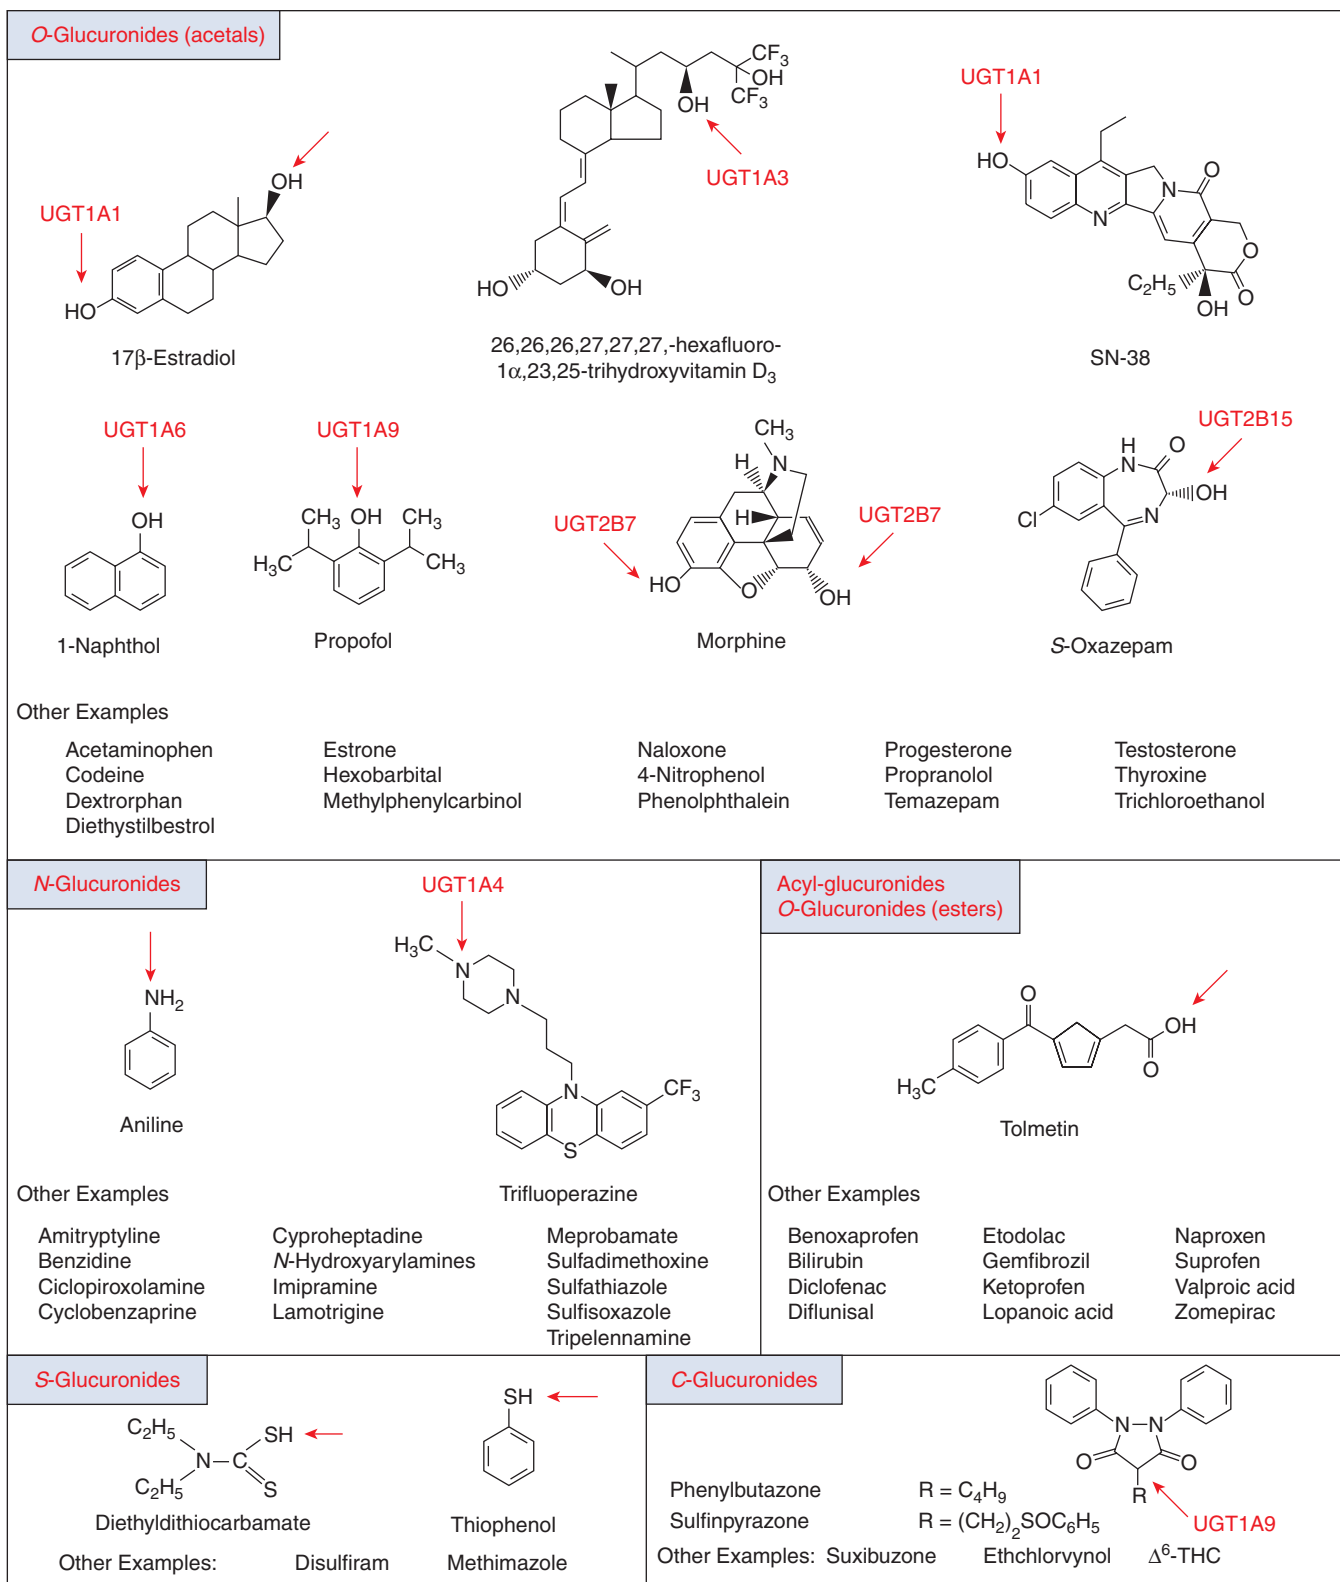 O-Glucuronides (acetals)
CF3
OH
CF3
OH
UGT1A3
UGT1A1
HO
O
N
N
O
O
C2H5
OH
OH
UGT1A1
HO
HO
OH
17β-Estradiol
26,26,26,27,27,27,-hexafluoro-
1α,23,25-trihydroxyvitamin D3
SN-38
UGT1A6
OH
1-Naphthol
UGT1A9
CH3 OH CH3
H3C
CH3
Propofol
CH3
N
H
H
UGT2B7
UGT2B7
HO
O
OH
Morphine
UGT2B15
H
N
O
OH
N
Cl
S-Oxazepam
Other Examples
Acetaminophen Estrone Naloxone Progesterone Testosterone
Codeine Hexobarbital 4-Nitrophenol Propranolol Thyroxine
Dextrorphan Methylphenylcarbinol Phenolphthalein Temazepam Trichloroethanol
Diethystilbestrol
N-Glucuronides
NH2
Aniline
UGT1A4
H3C
N
N
N
CF3
S
Trifluoperazine
Other Examples
Amitryptyline Cyproheptadine Meprobamate
Benzidine N-Hydroxyarylamines Sulfadimethoxine
Ciclopiroxolamine Imipramine Sulfathiazole
Cyclobenzaprine Lamotrigine Sulfisoxazole
Tripelennamine
Acyl-glucuronides
O-Glucuronides (esters)
O
OH
O
H3C
Tolmetin
Other Examples
Benoxaprofen Etodolac Naproxen
Bilirubin Gemfibrozil Suprofen
Diclofenac Ketoprofen Valproic acid
Diflunisal Lopanoic acid Zomepirac
S-Glucuronides
C2H5
SH
N C
C2H5
S
Diethyldithiocarbamate
SH
Thiophenol
Other Examples: Disulfiram Methimazole
C-Glucuronides
N N
O O
R
UGT1A9
Phenylbutazone R = C4H9
Sulfinpyrazone R = (CH2)2SOC6H5
Other Examples: Suxibuzone Ethchlorvynol Δ6-THC